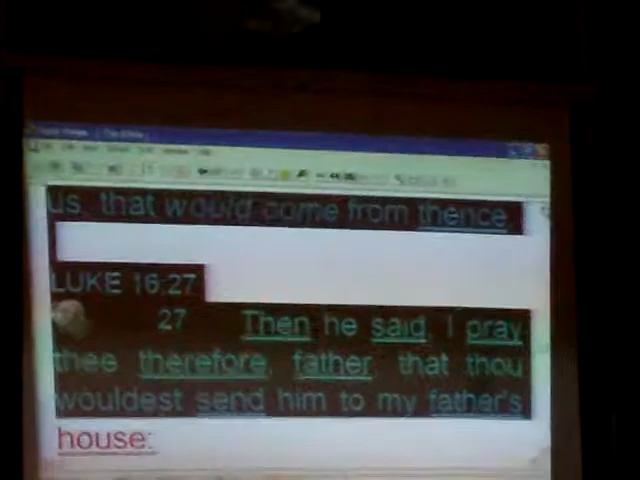 us, that would come from thence.
LUKE 16:27
27 Then he said, I pray
thee therefore, father, that thou
wouldest send him to my father's
house: